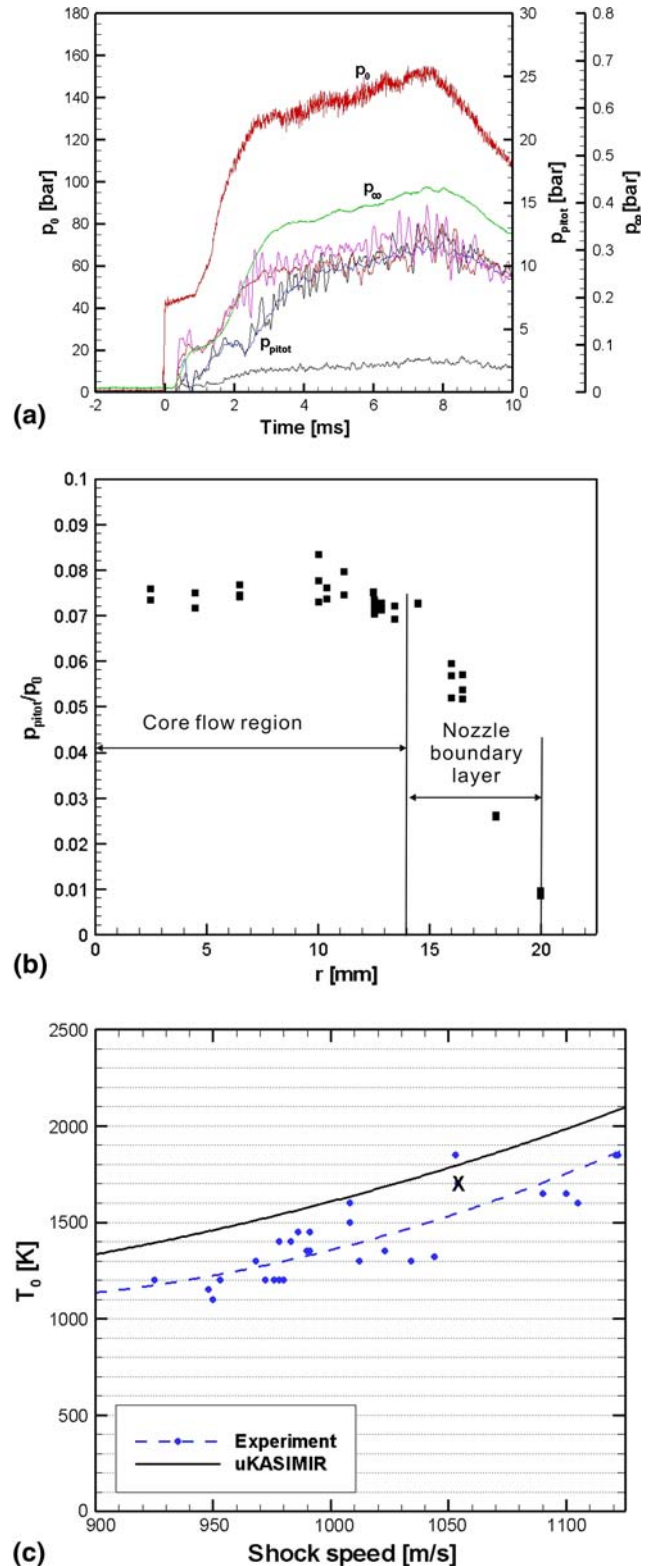 180
160
140
120
100
80
60
40
20
0
p0 [bar]
-2
0
2
4
6
8
10
Time [ms]
30
25
20
15
10
5
0
ppitot [bar]
0.8
0.7
0.6
0.5
0.4
0.3
0.2
0.1
0
p∞ [bar]
p0
p∞
ppitot
(a)
0.1
0.09
0.08
0.07
0.06
0.05
0.04
0.03
0.02
0.01
0
ppitot/p0
Core flow region
Nozzle
boundary
layer
0
5
10
15
20
r [mm]
(b)
2500
2000
1500
1000
500
0
T0 [K]
X
Experiment
uKASIMIR
900
950
1000
1050
1100
Shock speed [m/s]
(c)